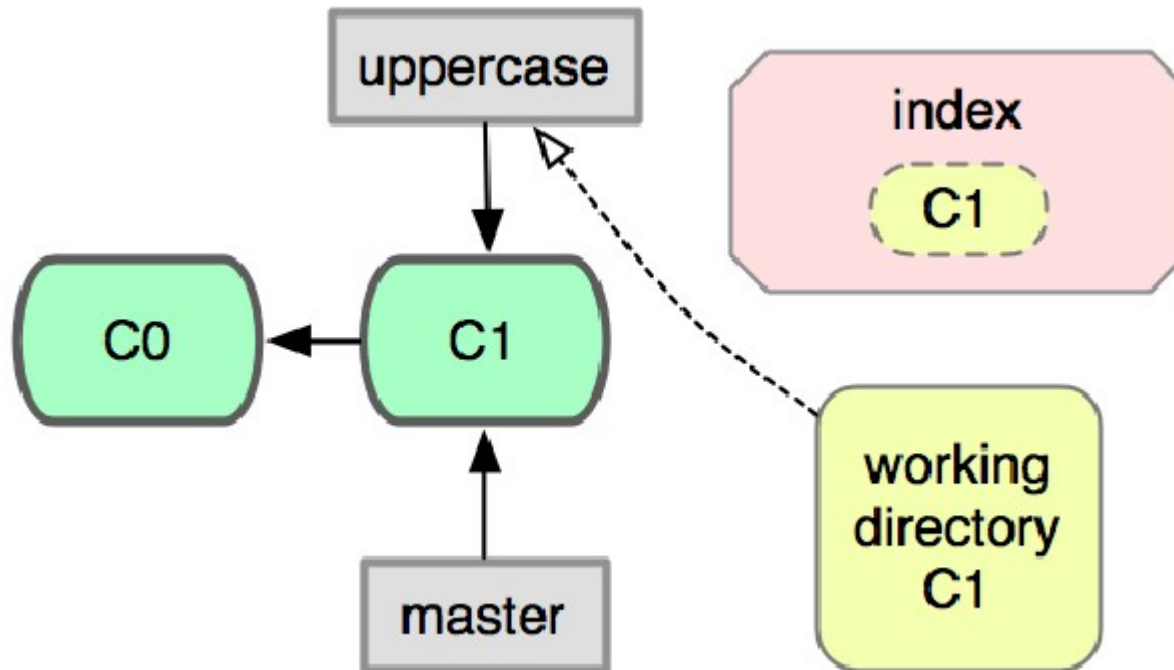 uppercase
index
C1
C0
C1
working
directory
C1
master